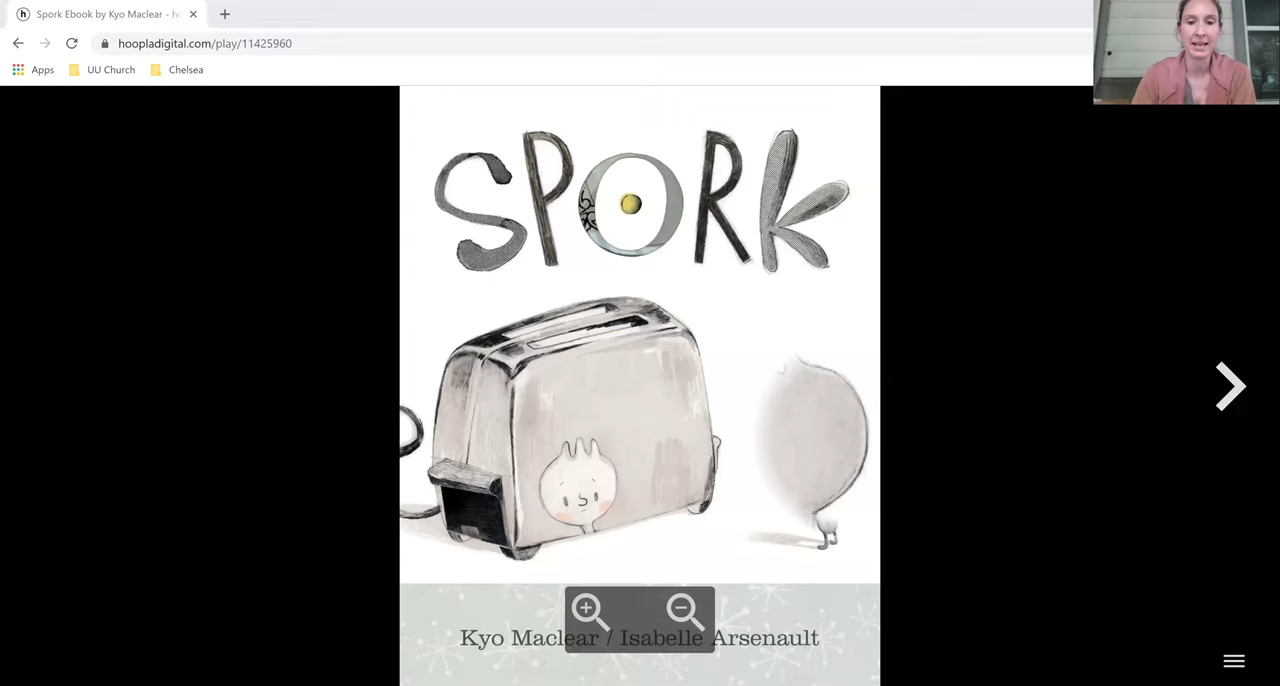 Spork Ebook by Kyo Maclear - h
hoopladigital.com/play/11425960
Apps UU Church Chelsea
SPORK
Kyo Maclear / Isabelle Arsenault